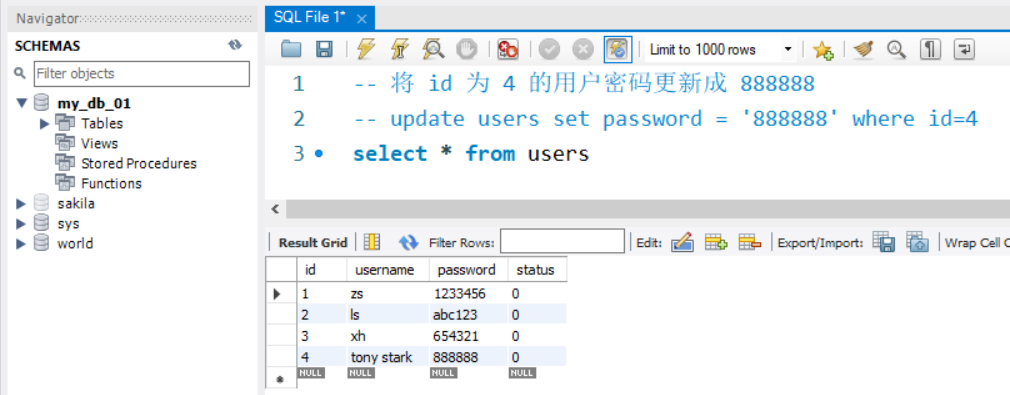 Navigator
SCHEMAS
Filter objects
my_db_01
Tables
Views
Stored Procedures
Functions
sakila
sys
world
SQL File 1* ×
Limit to 1000 rows
1 -- 将 id 为 4 的用户密码更新成 888888
2 -- update users set password = '888888' where id=4
3 select * from users
Result Grid Filter Rows: Edit: Export/Import: Wrap Cell C
id username password status
1 zs 1233456 0
2 ls abc123 0
3 xh 654321 0
4 tony stark 888888 0
NULL NULL NULL NULL